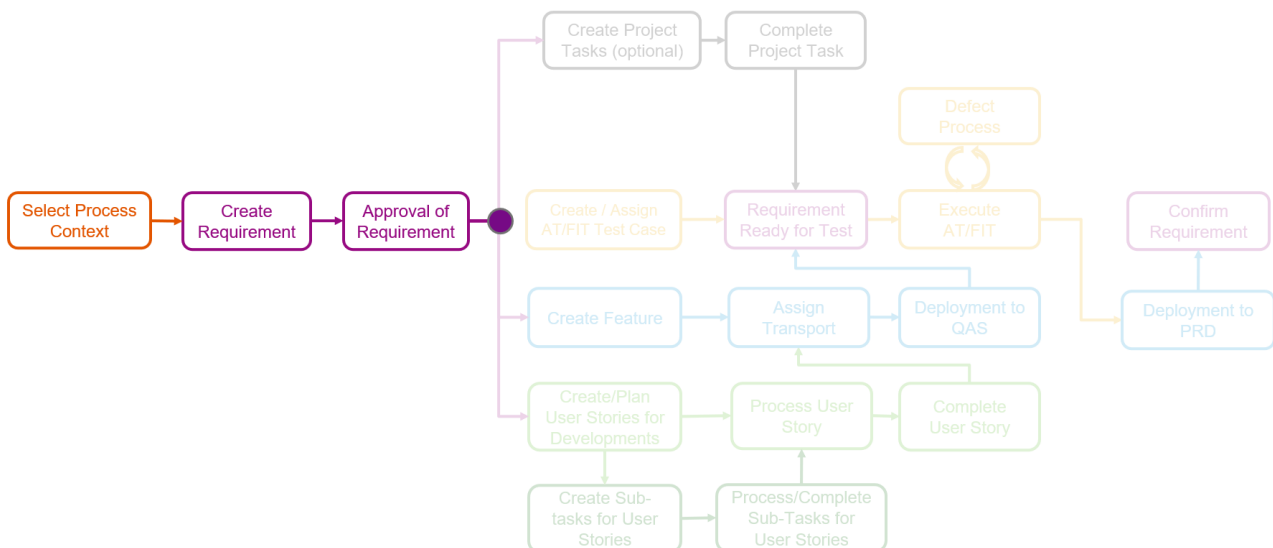 Create Project
Tasks (optional)
Complete
Project Task
Defect
Process
Select Process
Context
Create
Requirement
Approval of
Requirement
Create / Assign
AT/FIT Test Case
Requirement
Ready for Test
Execute
AT/FIT
Confirm
Requirement
Create Feature
Assign
Transport
Deployment to
QAS
Deployment to
PRD
Create/Plan
User Stories for
Developments
Process User
Story
Complete
User Story
Create Sub-
tasks for User
Stories
Process/Complete
Sub-Tasks for
User Stories